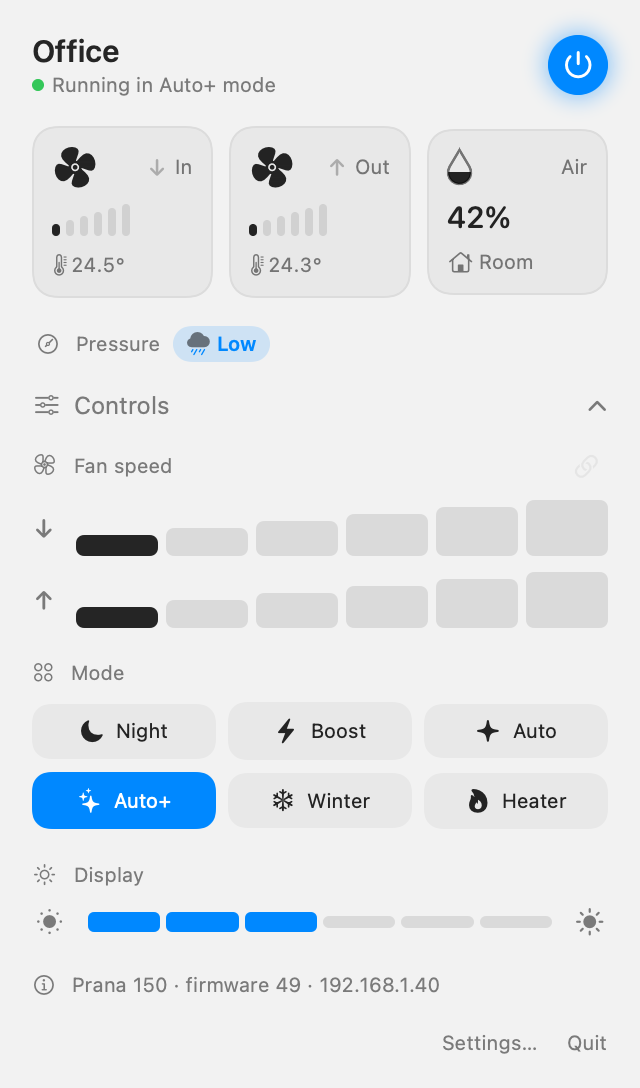 Office
Running in Auto+ mode
In
Out
Air
42%
24.5°
24.3°
Room
Pressure
Low
Controls
Fan speed
Mode
Night
Boost
Auto
Auto+
Winter
Heater
Display
Prana 150 · firmware 49 · 192.168.1.40
Settings...
Quit